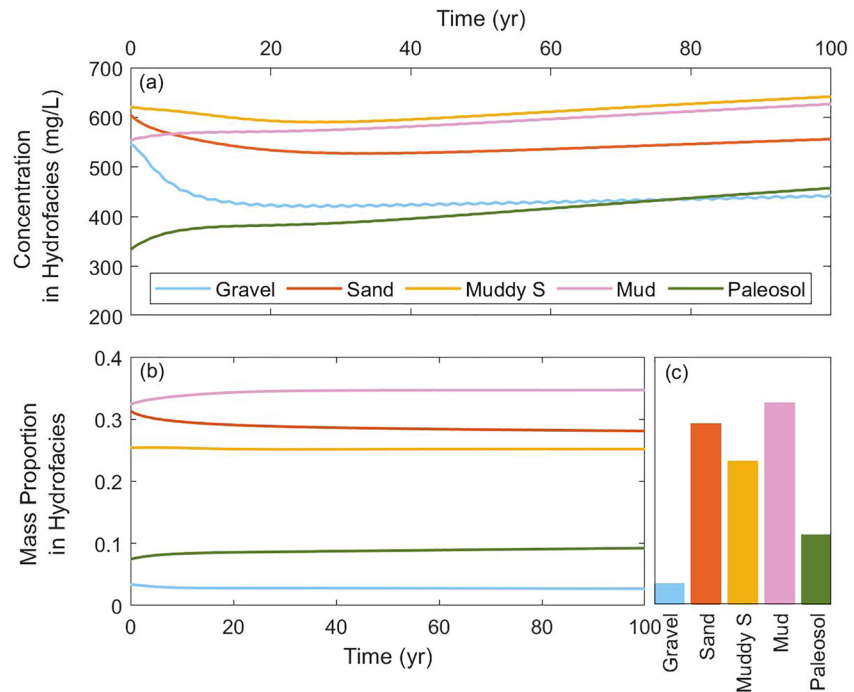 Time (yr)
0 20 40 60 80 100
700
600
500
400
300
200
(a)
Concentration
in Hydrofacies (mg/L)
Gravel Sand Muddy S Mud Paleosol
0.4
0.3
0.2
0.1
0
(b)
Mass Proportion
in Hydrofacies
0 20 40 60 80 100
Time (yr)
(c)
Gravel
Sand
Muddy S
Mud
Paleosol